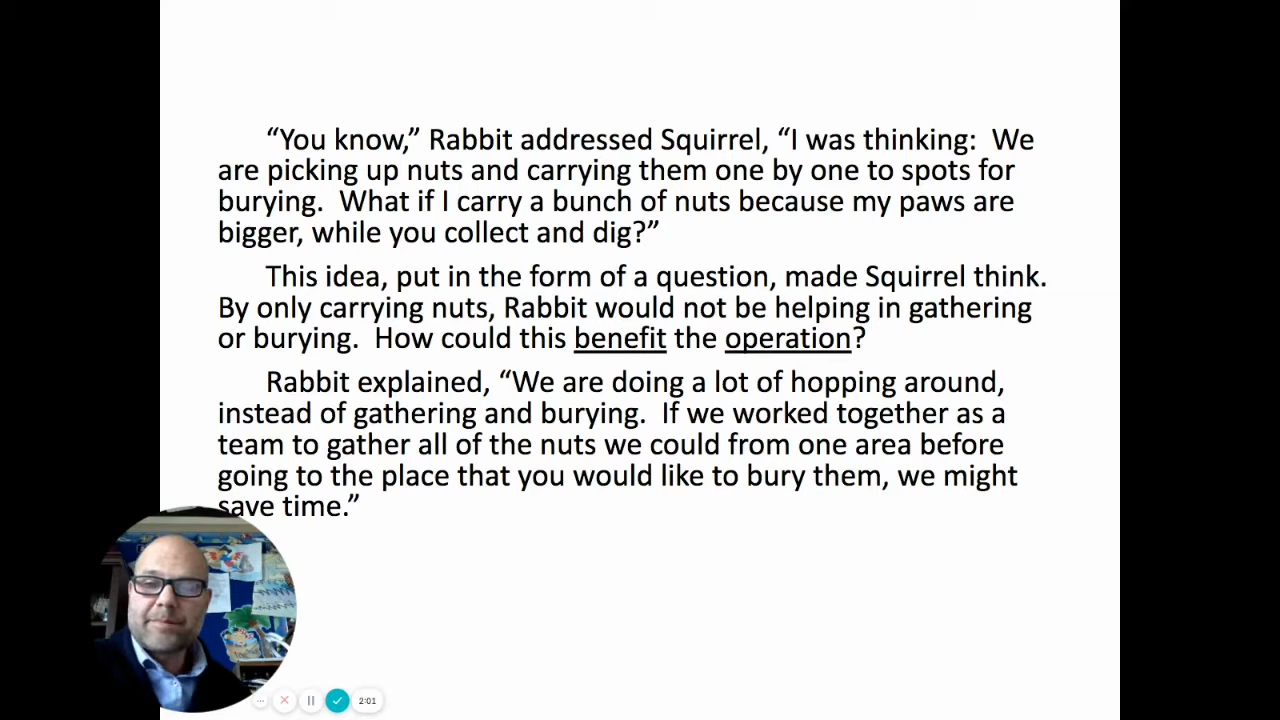 “You know,” Rabbit addressed Squirrel, “I was thinking:  We
are picking up nuts and carrying them one by one to spots for
burying.  What if I carry a bunch of nuts because my paws are
bigger, while you collect and dig?”
This idea, put in the form of a question, made Squirrel think.
By only carrying nuts, Rabbit would not be helping in gathering
or burying.  How could this benefit the operation?
Rabbit explained, “We are doing a lot of hopping around,
instead of gathering and burying.  If we worked together as a
team to gather all of the nuts we could from one area before
going to the place that you would like to bury them, we might
save time.”
2:01